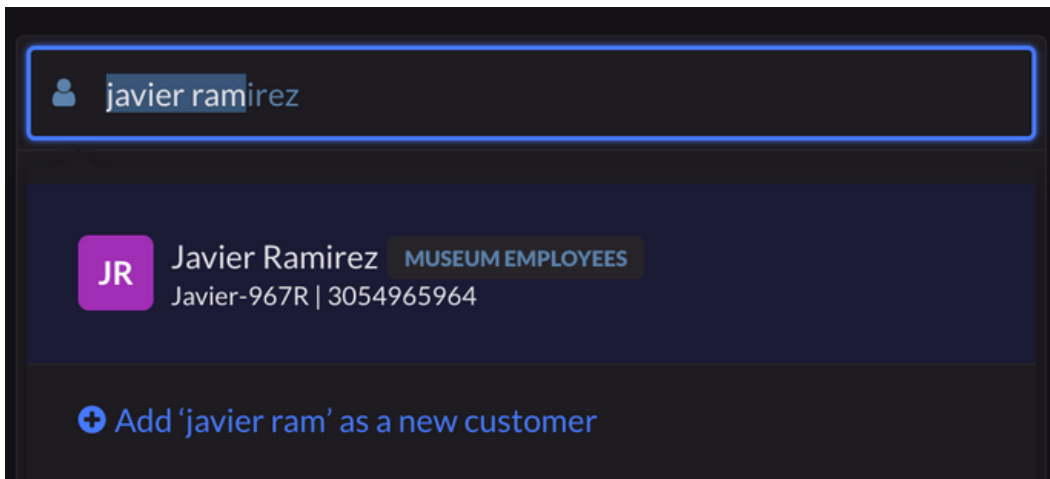 javier ramirez
JR
Javier Ramirez MUSEUM EMPLOYEES
Javier-967R | 3054965964
Add ‘javier ram’ as a new customer